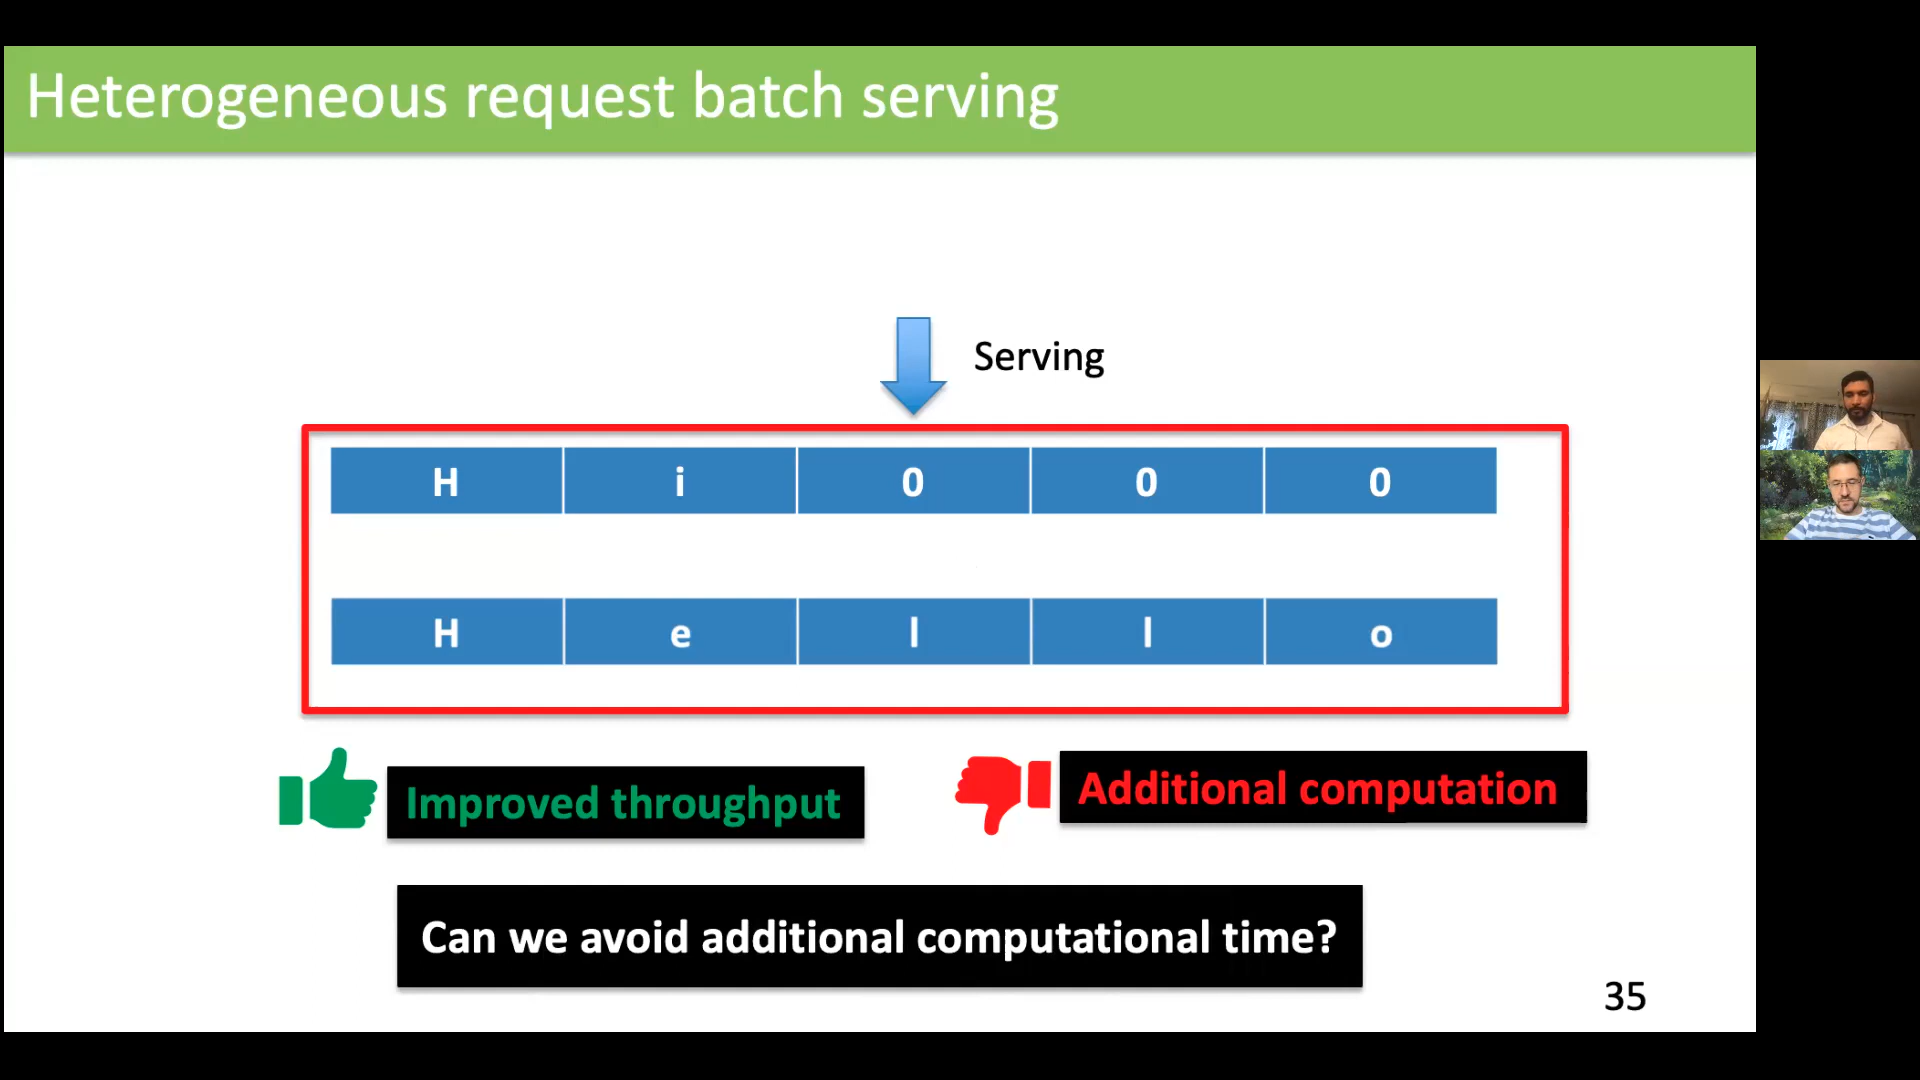 Heterogeneous request batch serving
Serving
H i 0 0 0
H e l l o
Improved throughput
Additional computation
Can we avoid additional computational time?
35